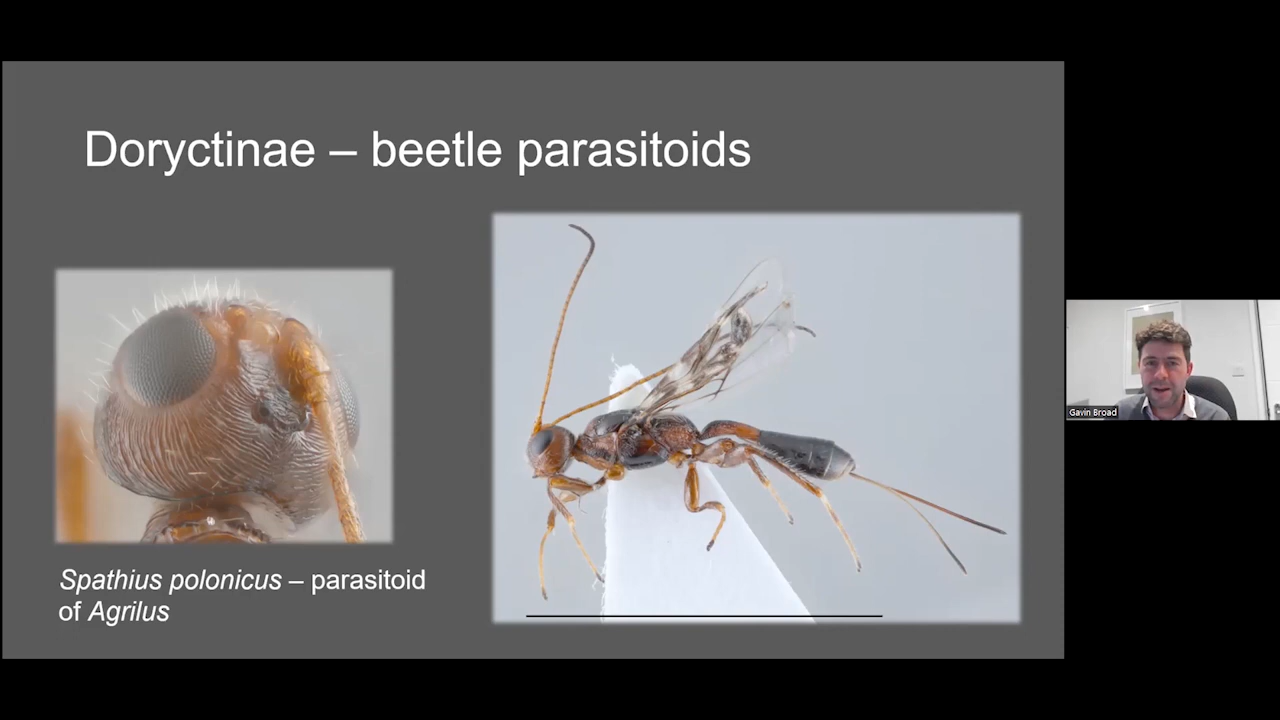 Doryctinae – beetle parasitoids
Spathius polonicus – parasitoid
of Agrilus
Gavin Broad